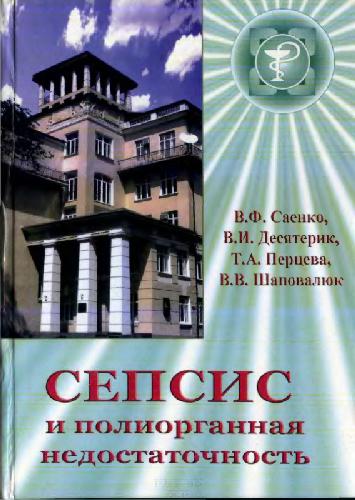 В.Ф. Саенко,
В.И. Десятерик,
Т.А. Перцева,
В.В. Шаповалюк
СЕПСИС
и полиорганная
недостаточность